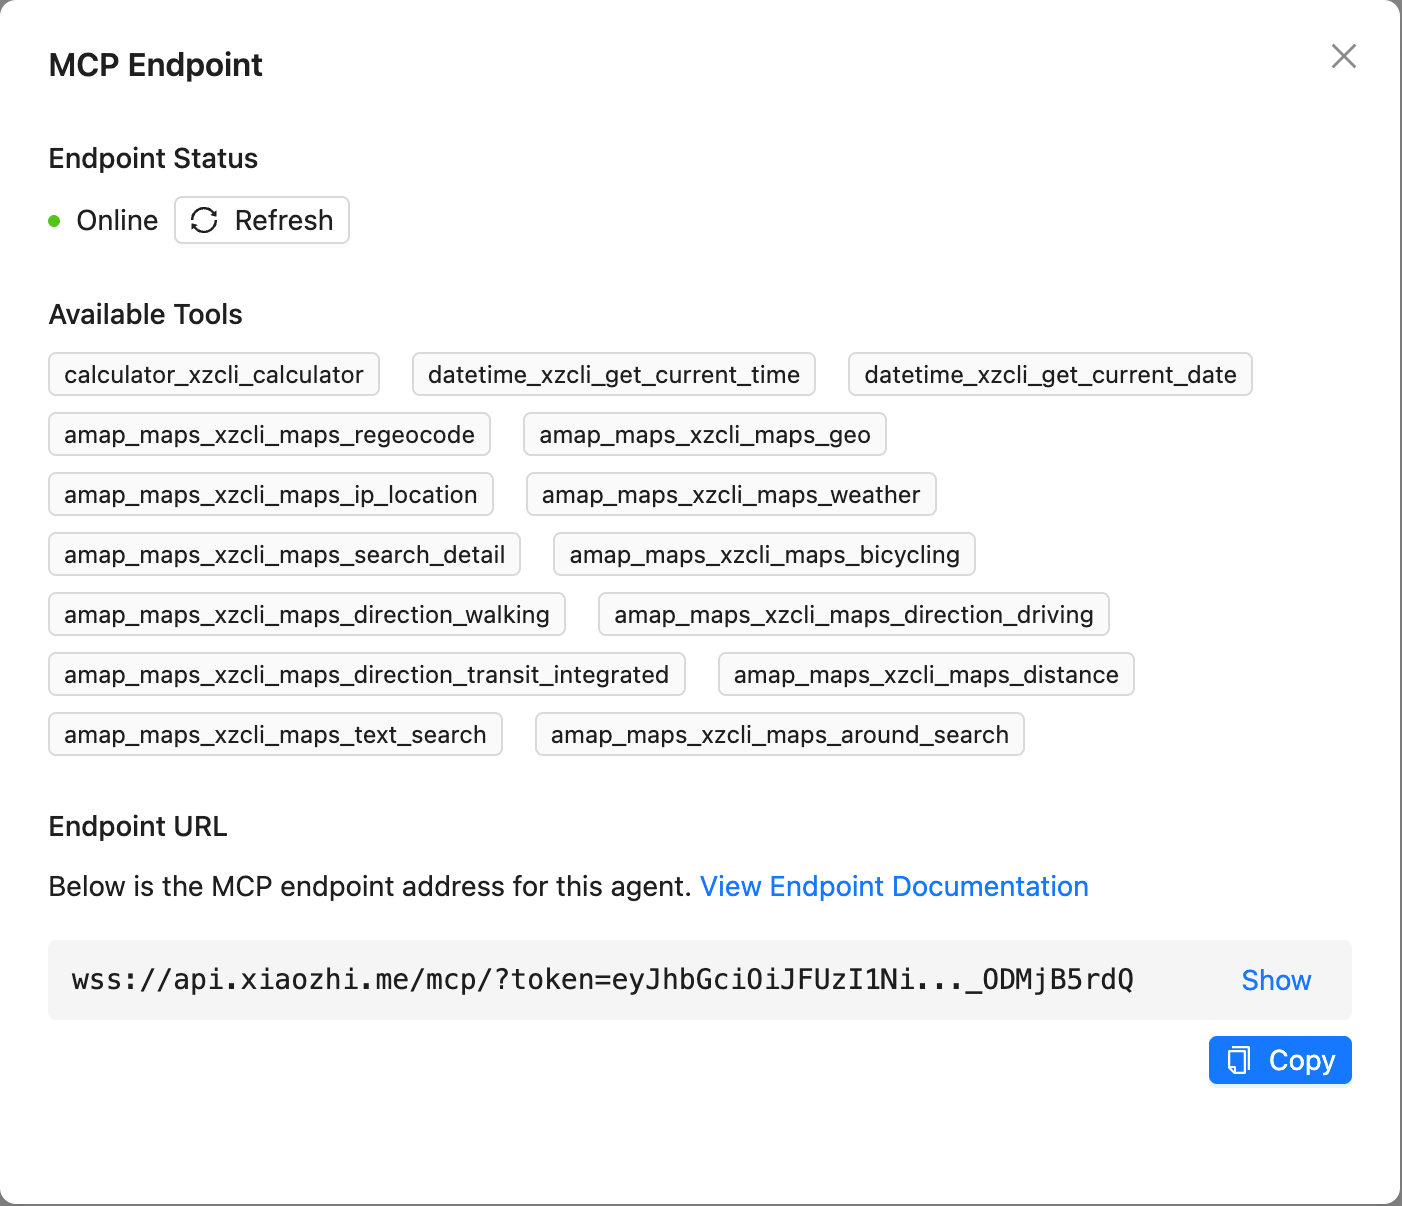 MCP Endpoint
Endpoint Status
Online Refresh
Available Tools
calculator_xzcli_calculator datetime_xzcli_get_current_time datetime_xzcli_get_current_date
amap_maps_xzcli_maps_regeocode amap_maps_xzcli_maps_geo
amap_maps_xzcli_maps_ip_location amap_maps_xzcli_maps_weather
amap_maps_xzcli_maps_search_detail amap_maps_xzcli_maps_bicycling
amap_maps_xzcli_maps_direction_walking amap_maps_xzcli_maps_direction_driving
amap_maps_xzcli_maps_direction_transit_integrated amap_maps_xzcli_maps_distance
amap_maps_xzcli_maps_text_search amap_maps_xzcli_maps_around_search
Endpoint URL
Below is the MCP endpoint address for this agent. View Endpoint Documentation
wss://api.xiaozhi.me/mcp/?token=eyJhbGciOiJFUzI1Ni..._ODMjB5rdQ Show
Copy